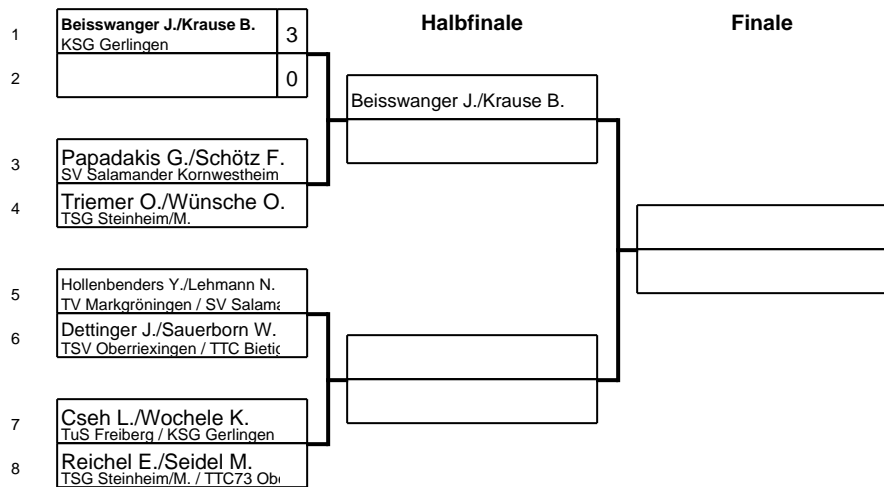 Halbfinale
Finale
1
Beisswanger J./Krause B.
3
KSG Gerlingen
2
0
Beisswanger J./Krause B.
3
Papadakis G./Schötz F.
SV Salamander Kornwestheim
4
Triemer O./Wünsche O.
TSG Steinheim/M.
5
Hollenbenders Y./Lehmann N.
TV Markgröningen / SV Salama
6
Dettinger J./Sauerborn W.
TSV Oberriexingen / TTC Bietig
7
Cseh L./Wochele K.
TuS Freiberg / KSG Gerlingen
8
Reichel E./Seidel M.
TSG Steinheim/M. / TTC73 Obe